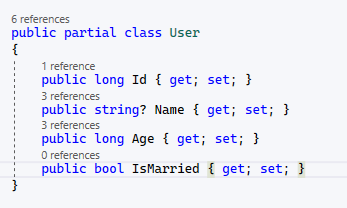 6 references
public partial class User
{
1 reference
public long Id { get; set; }
3 references
public string? Name { get; set; }
3 references
public long Age { get; set; }
0 references
public bool IsMarried { get; set; }
}